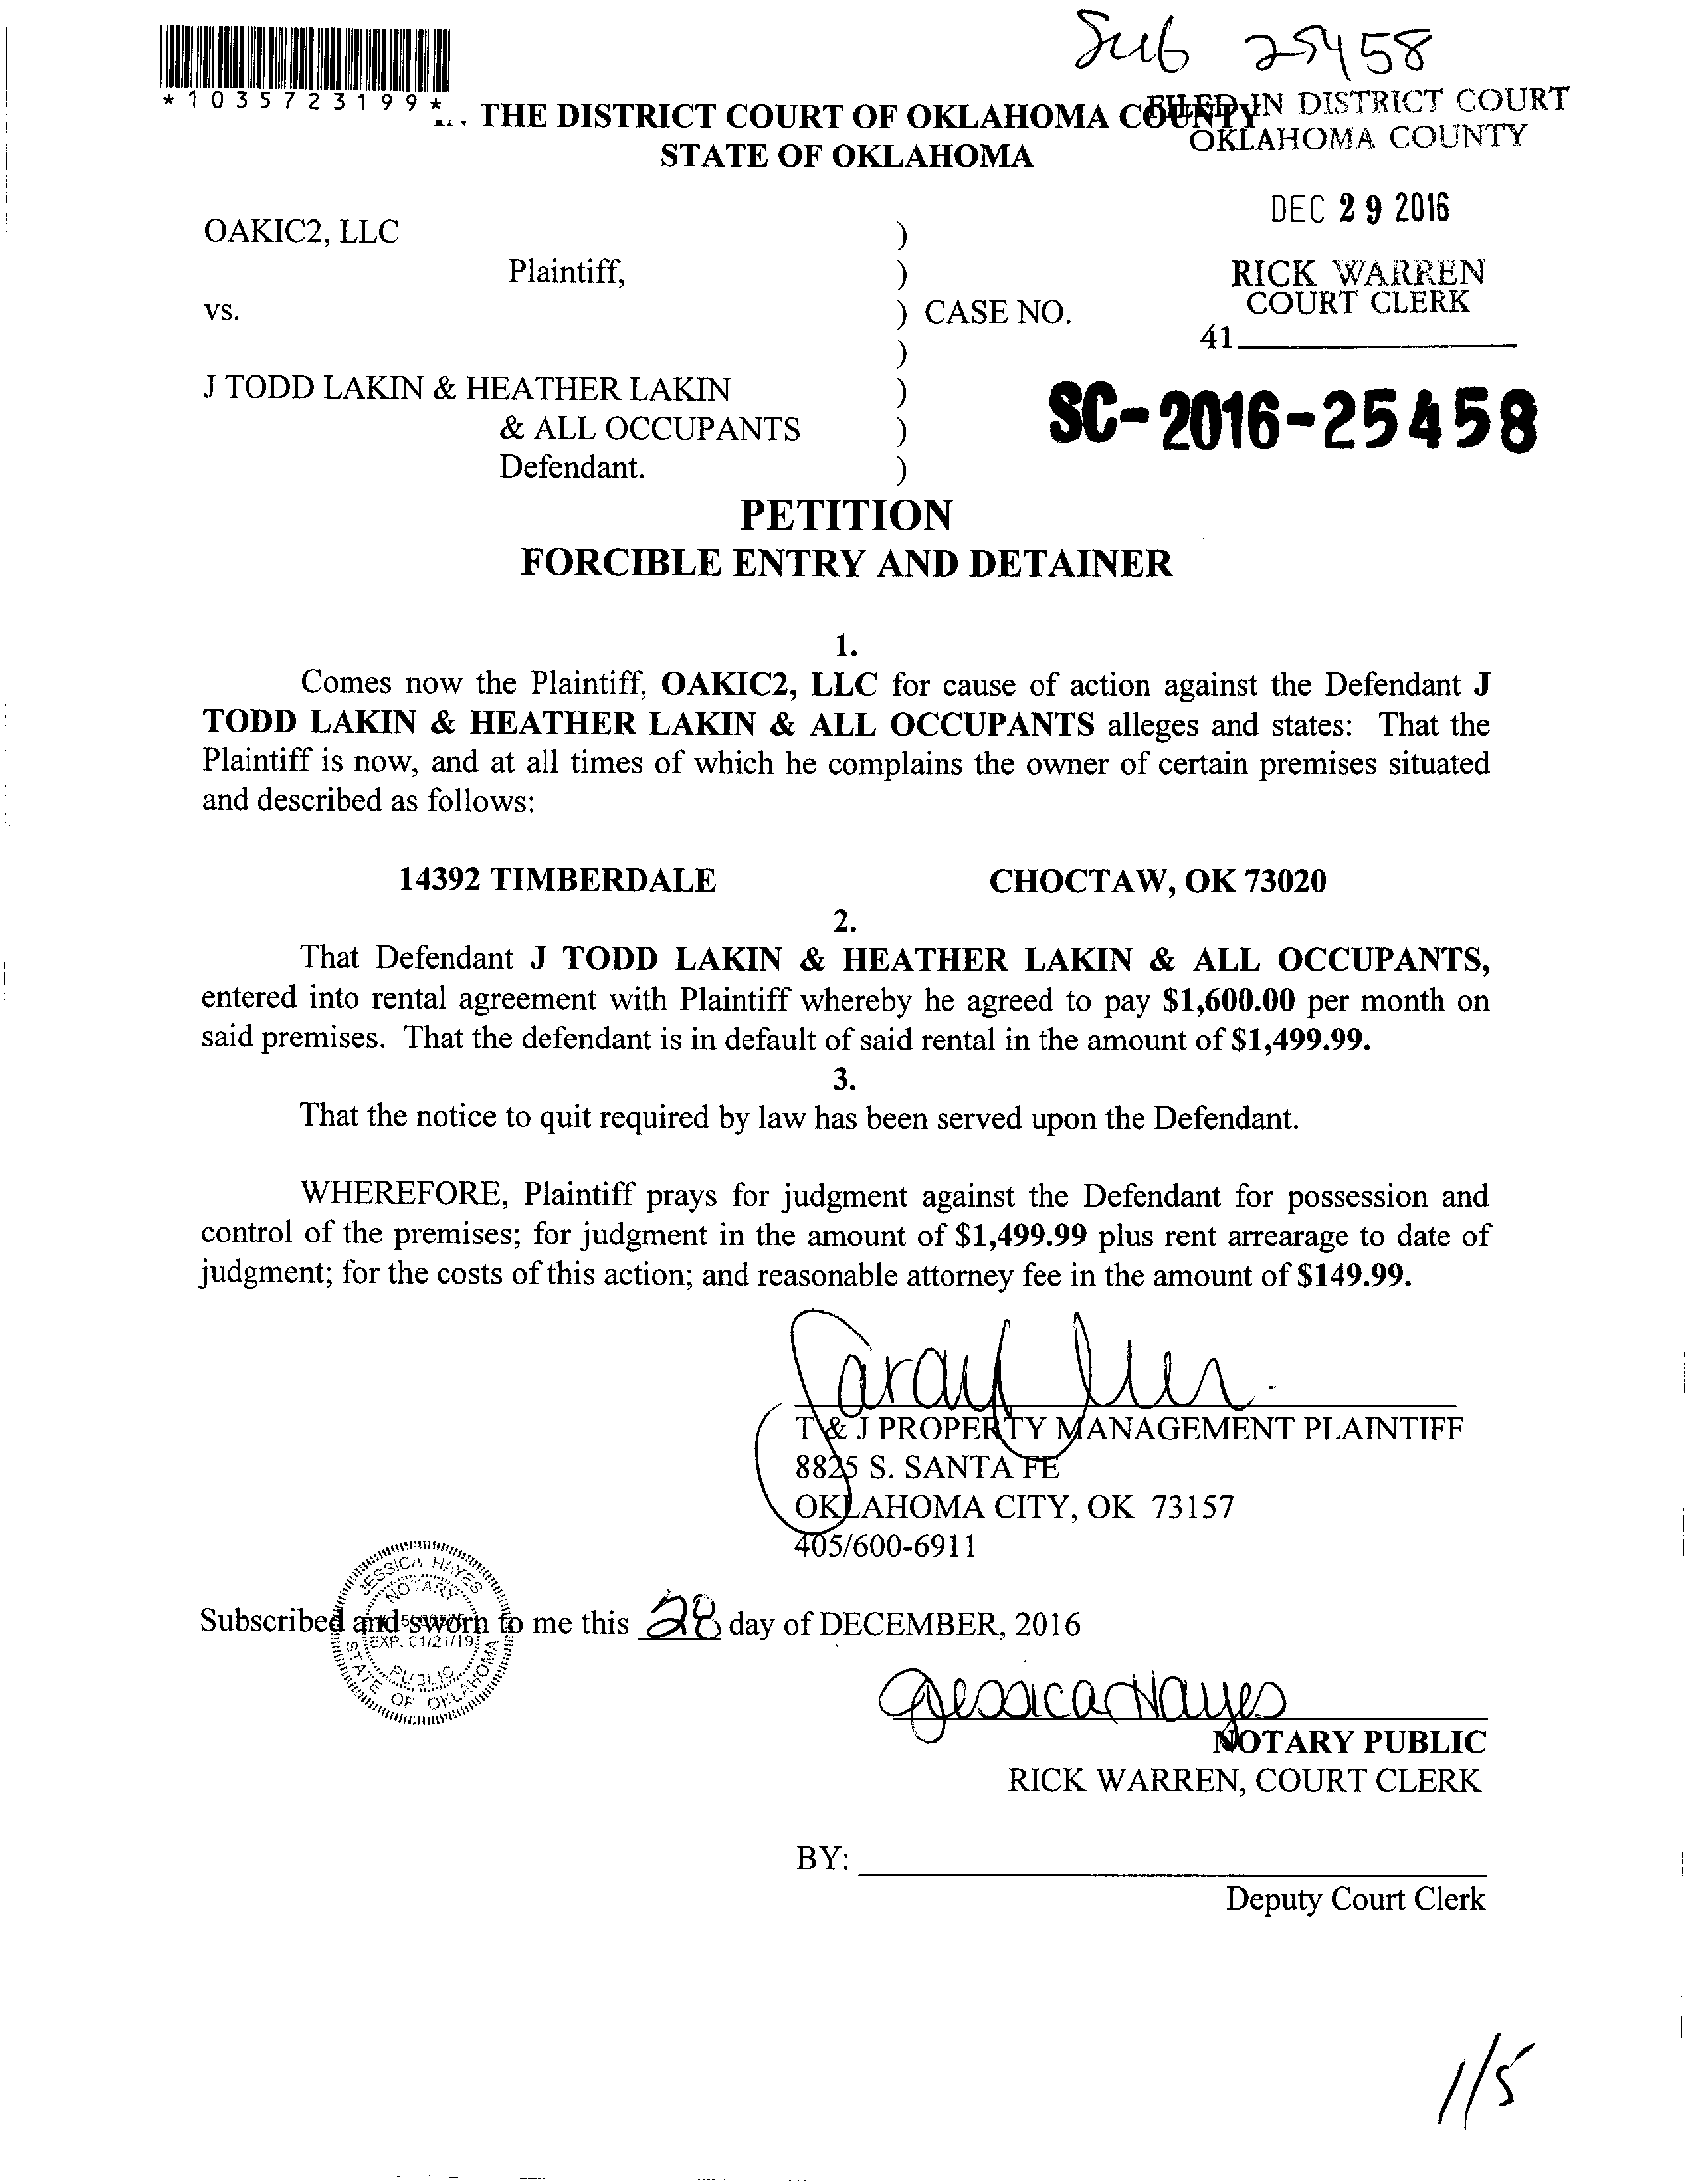 Sub 25458
*1035723199*
THE DISTRICT COURT OF OKLAHOMA COUNTY
STATE OF OKLAHOMA
FILED IN DISTRICT COURT
OKLAHOMA COUNTY
DEC 29 2016
RICK WARREN
COURT CLERK
41
OAKIC2, LLC )
Plaintiff, )
vs. ) CASE NO.
)
J TODD LAKIN & HEATHER LAKIN )
& ALL OCCUPANTS )
Defendant. )
SC-2016-25458
PETITION
FORCIBLE ENTRY AND DETAINER
1.
Comes now the Plaintiff, OAKIC2, LLC for cause of action against the Defendant J
TODD LAKIN & HEATHER LAKIN & ALL OCCUPANTS alleges and states: That the
Plaintiff is now, and at all times of which he complains the owner of certain premises situated
and described as follows:
14392 TIMBERDALE CHOCTAW, OK 73020
2.
That Defendant J TODD LAKIN & HEATHER LAKIN & ALL OCCUPANTS,
entered into rental agreement with Plaintiff whereby he agreed to pay $1,600.00 per month on
said premises. That the defendant is in default of said rental in the amount of $1,499.99.
3.
That the notice to quit required by law has been served upon the Defendant.
WHEREFORE, Plaintiff prays for judgment against the Defendant for possession and
control of the premises; for judgment in the amount of $1,499.99 plus rent arrearage to date of
judgment; for the costs of this action; and reasonable attorney fee in the amount of $149.99.
T & J PROPERTY MANAGEMENT PLAINTIFF
8825 S. SANTA FE
OKLAHOMA CITY, OK 73157
405/600-6911
JESSICA HAYES
NOTARY
EXP. 01/21/19
PUBLIC
STATE OF OKLAHOMA
Subscribed and sworn to me this 28 day of DECEMBER, 2016
Jessica Hayes
NOTARY PUBLIC
RICK WARREN, COURT CLERK
BY:
Deputy Court Clerk
1/5